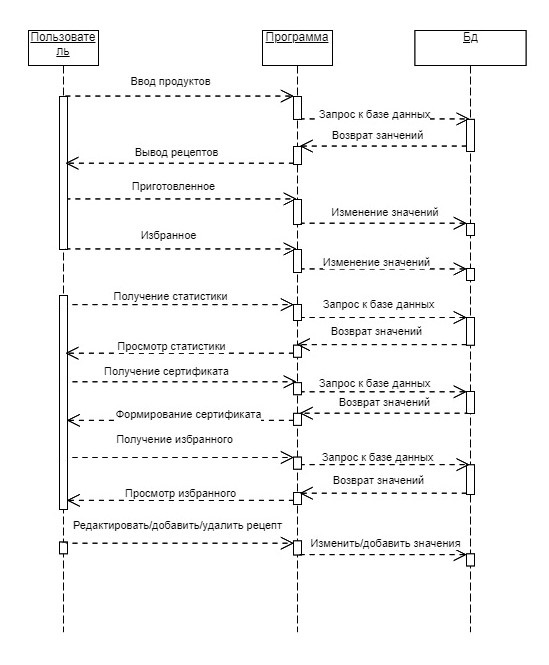 Пользовате
ль
Программа
Бд
Ввод продуктов
Запрос к базе данных
Возврат занчений
Вывод рецептов
Приготовленное
Изменение значений
Избранное
Изменение значений
Получение статистики
Запрос к базе данных
Возврат значений
Просмотр статистики
Получение сертификата
Запрос к базе данных
Возврат значений
Формирование сертификата
Получение избранного
Запрос к базе данных
Возврат значений
Просмотр избранного
Редактировать/добавить/удалить рецепт
Изменить/добавить значения